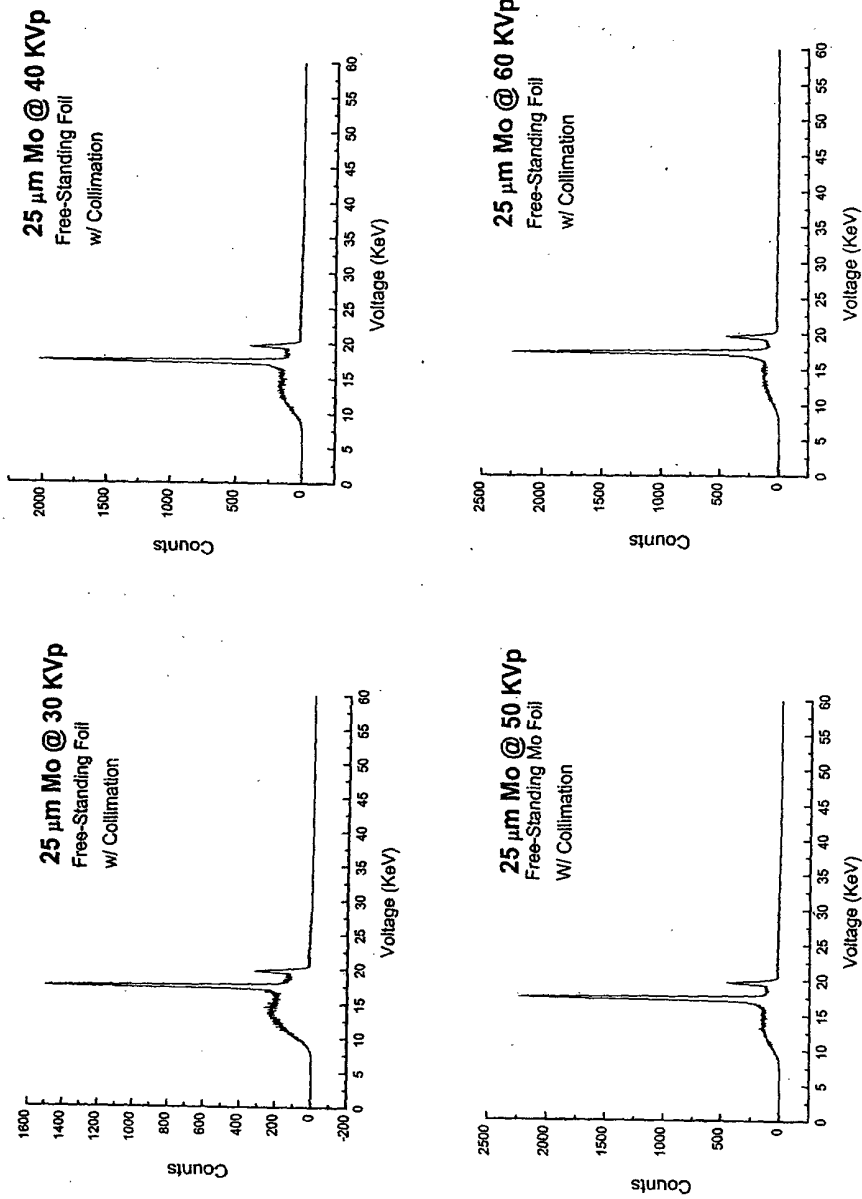 25 µm Mo @ 30 KVp
Free-Standing Foil
w/ Collimation
1600
1400
1200
1000
800
600
400
200
0
-200
Counts
0 5 10 15 20 25 30 35 40 45 50 55 60
Voltage (KeV)
25 µm Mo @ 40 KVp
Free-Standing Foil
w/ Collimation
2000
1500
1000
500
0
Counts
0 5 10 15 20 25 30 35 40 45 50 55 60
Voltage (KeV)
25 µm Mo @ 50 KVp
Free-Standing Mo Foil
W/ Collimation
2500
2000
1500
1000
500
0
Counts
0 5 10 15 20 25 30 35 40 45 50 55 60
Voltage (KeV)
25 µm Mo @ 60 KVp
Free-Standing Foil
w/ Collimation
2500
2000
1500
1000
500
0
Counts
0 5 10 15 20 25 30 35 40 45 50 55 60
Voltage (KeV)